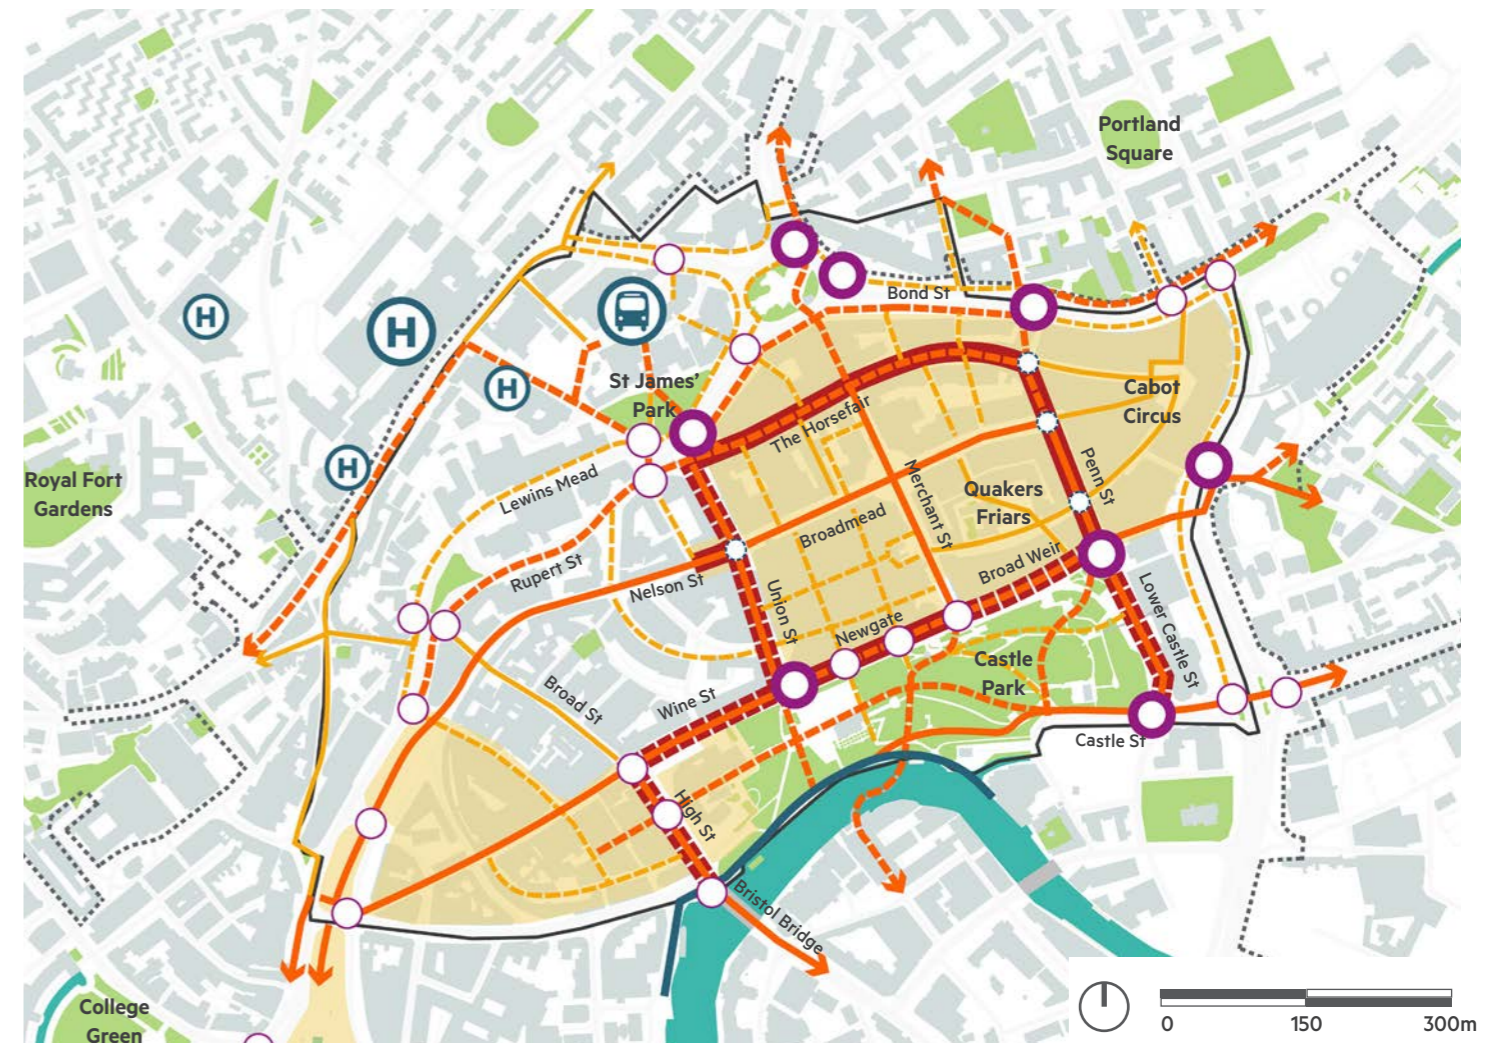 Portland
Square
H
H
Bond St
H
St James'
Park
Cabot
Circus
The Horsefair
H
Royal Fort
Gardens
Lewins Mead
Merchant St
Penn St
Quakers
Friars
Broadmead
Rupert St
Nelson St
Broad Weir
Union St
Newgate
Lower Castle St
Castle
Park
Broad St
Wine St
Castle St
High St
Bristol Bridge
College
Green
0 150 300m